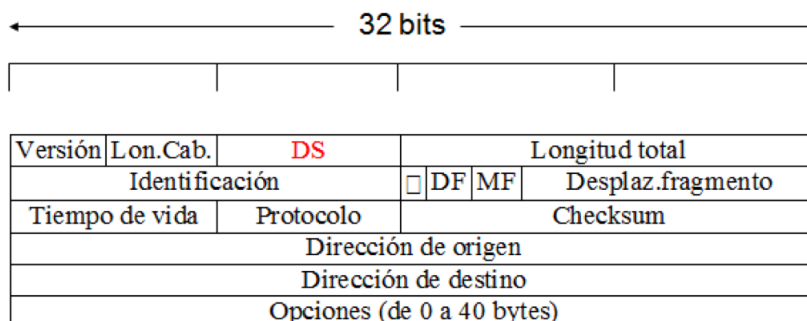 32 bits
Versión Lon.Cab. DS Longitud total
Identificación DF MF Desplaz.fragmento
Tiempo de vida Protocolo Checksum
Dirección de origen
Dirección de destino
Opciones (de 0 a 40 bytes)